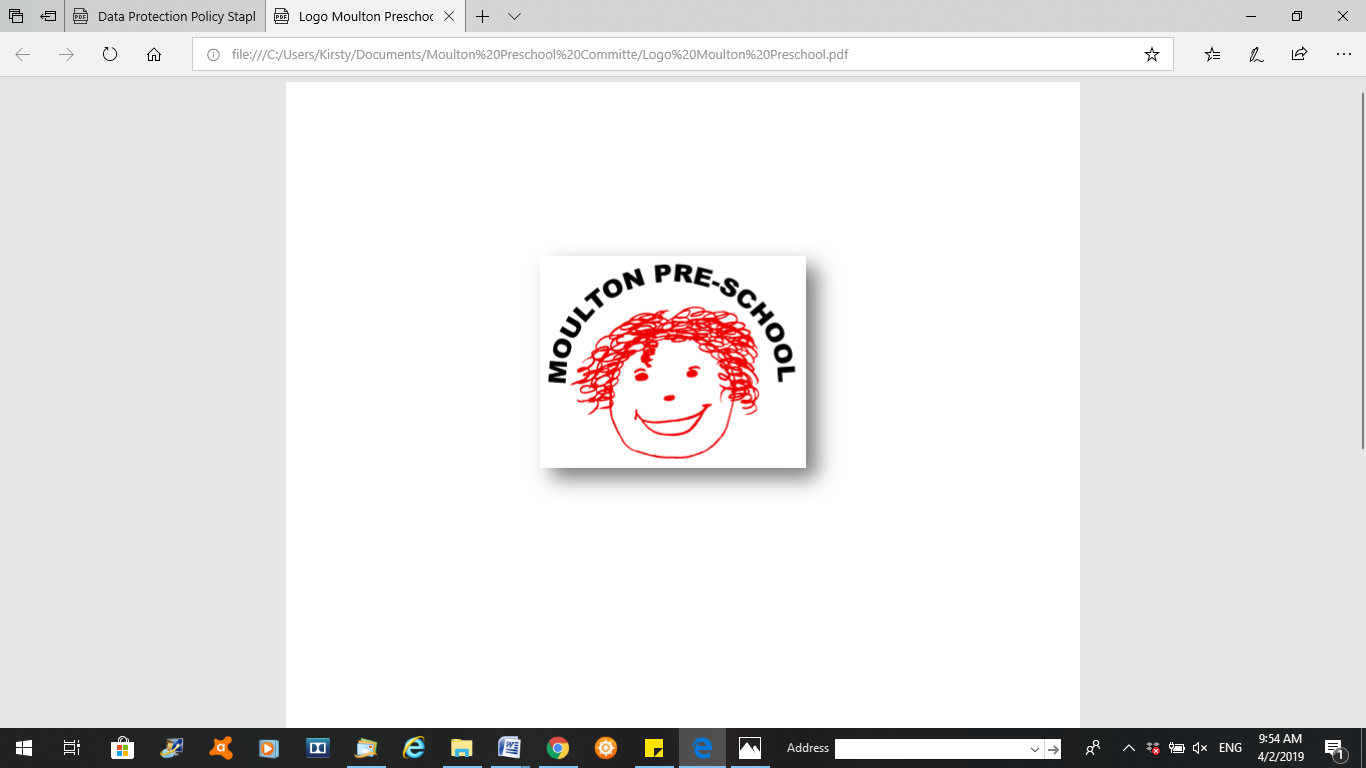 Data Protection Policy Stapl
Logo Moulton Preschoo
file:///C:/Users/Kirsty/Documents/Moulton%20Preschool%20Committe/Logo%20Moulton%20Preschool.pdf
MOULTON PRE-SCHOOL
Address
ENG
9:54 AM
4/2/2019
1